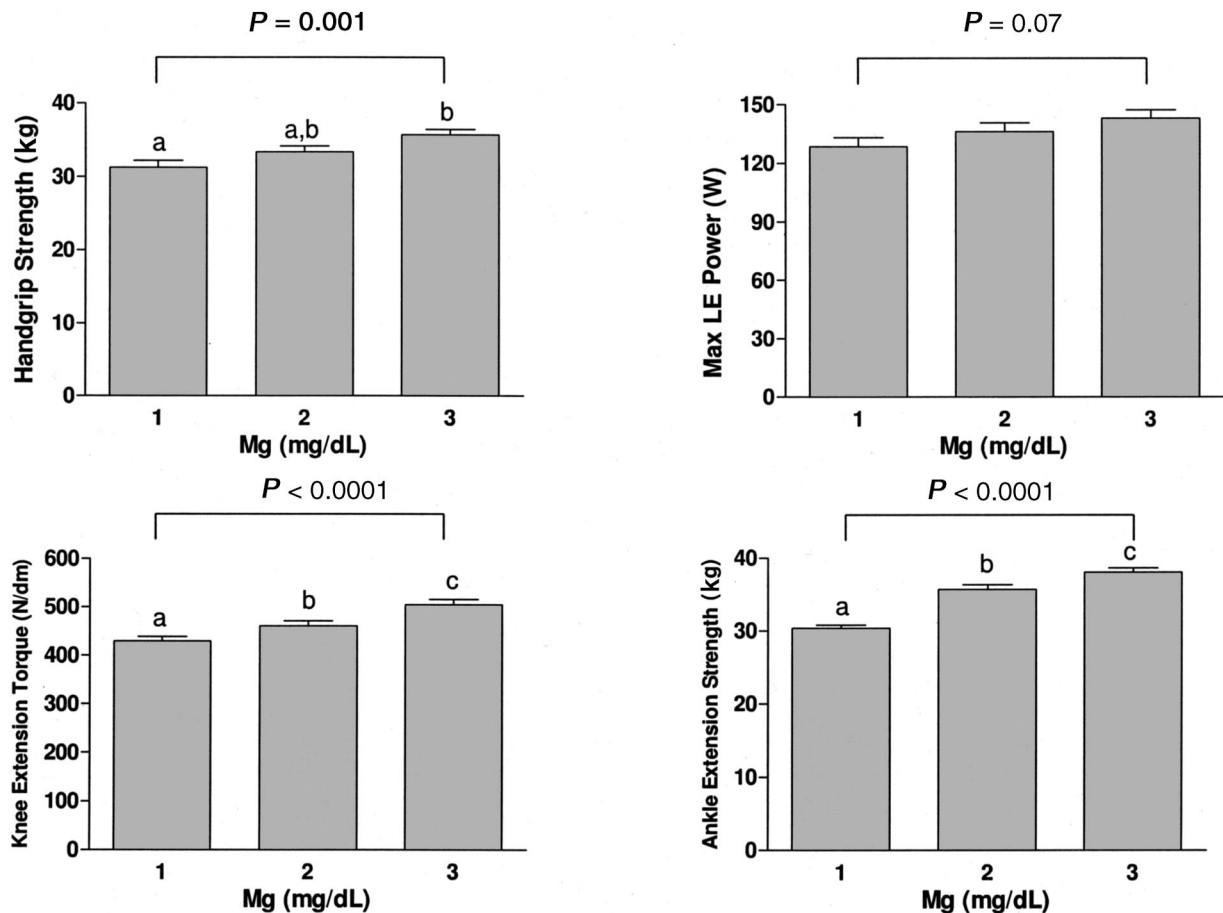 P = 0.001
Handgrip Strength (kg)
40
30
20
10
0
a
a,b
b
1 2 3
Mg (mg/dL)
P = 0.07
Max LE Power (W)
150
120
90
60
30
0
1 2 3
Mg (mg/dL)
P < 0.0001
Knee Extension Torque (N/dm)
600
500
400
300
200
100
0
a
b
c
1 2 3
Mg (mg/dL)
P < 0.0001
Ankle Extension Strength (kg)
40
30
20
10
0
a
b
c
1 2 3
Mg (mg/dL)